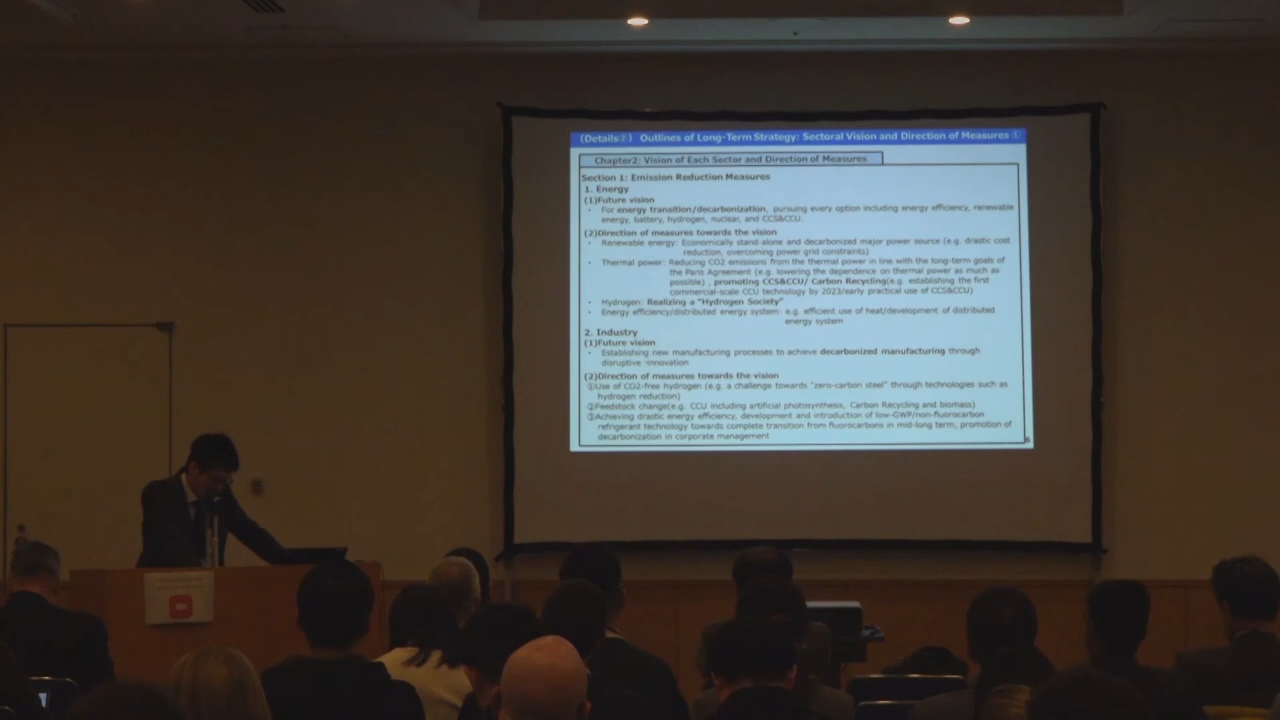 (Details②) Outlines of Long-Term Strategy: Sectoral Vision and Direction of Measures ①
Chapter2: Vision of Each Sector and Direction of Measures
Section 1: Emission Reduction Measures
1. Energy
(1)Future vision
・ For energy transition/decarbonization, pursuing every option including energy efficiency, renewable
energy, battery, hydrogen, nuclear, and CCS&CCU.
(2)Direction of measures towards the vision
・ Renewable energy: Economically stand-alone and decarbonized major power source (e.g. drastic cost
reduction, overcoming power grid constraints)
・ Thermal power: Reducing CO2 emissions from the thermal power in line with the long-term goals of
the Paris Agreement (e.g. lowering the dependence on thermal power as much as
possible) , promoting CCS&CCU/ Carbon Recycling(e.g. establishing the first
commercial-scale CCU technology by 2023/early practical use of CCS&CCU)
・ Hydrogen: Realizing a "Hydrogen Society"
・ Energy efficiency/distributed energy system: e.g. efficient use of heat/development of distributed
energy system
2. Industry
(1)Future vision
・ Establishing new manufacturing processes to achieve decarbonized manufacturing through
disruptive innovation
(2)Direction of measures towards the vision
①Use of CO2-free hydrogen (e.g. a challenge towards "zero-carbon steel" through technologies such as
hydrogen reduction)
②Feedstock change(e.g. CCU including artificial photosynthesis, Carbon Recycling and biomass)
③Achieving drastic energy efficiency, development and introduction of low-GWP/non-fluorocarbon
refrigerant technology towards complete transition from fluorocarbons in mid-long term, promotion of
decarbonization in corporate management
6